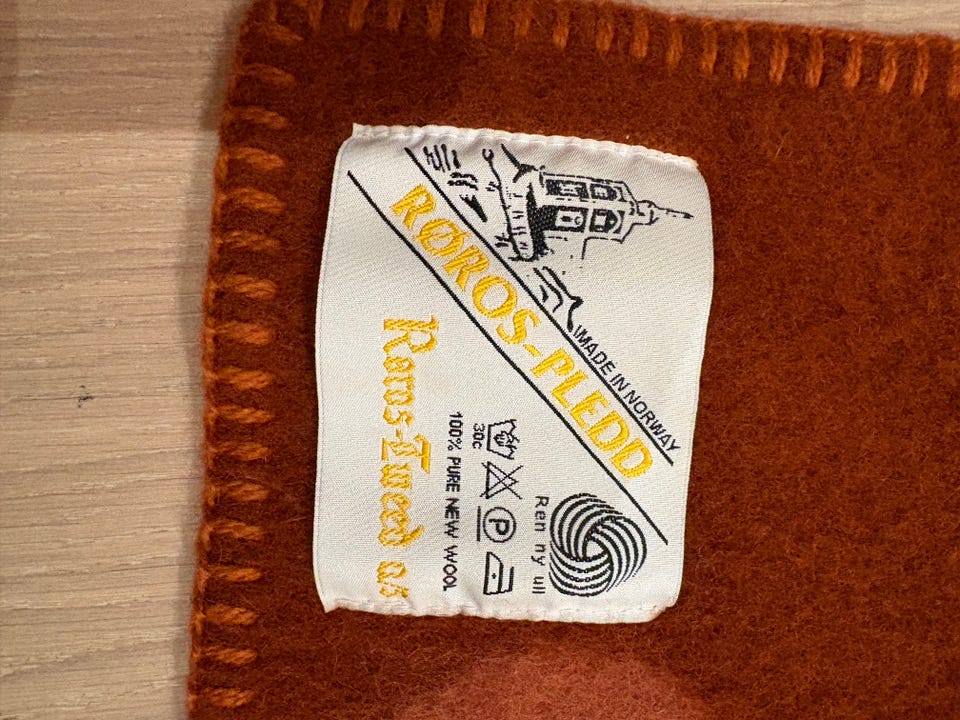 RØROS-PLEDD
MADE IN NORWAY
Ren ny ull
30c
P
100% PURE NEW WOOL
Røros-Tweed a.s